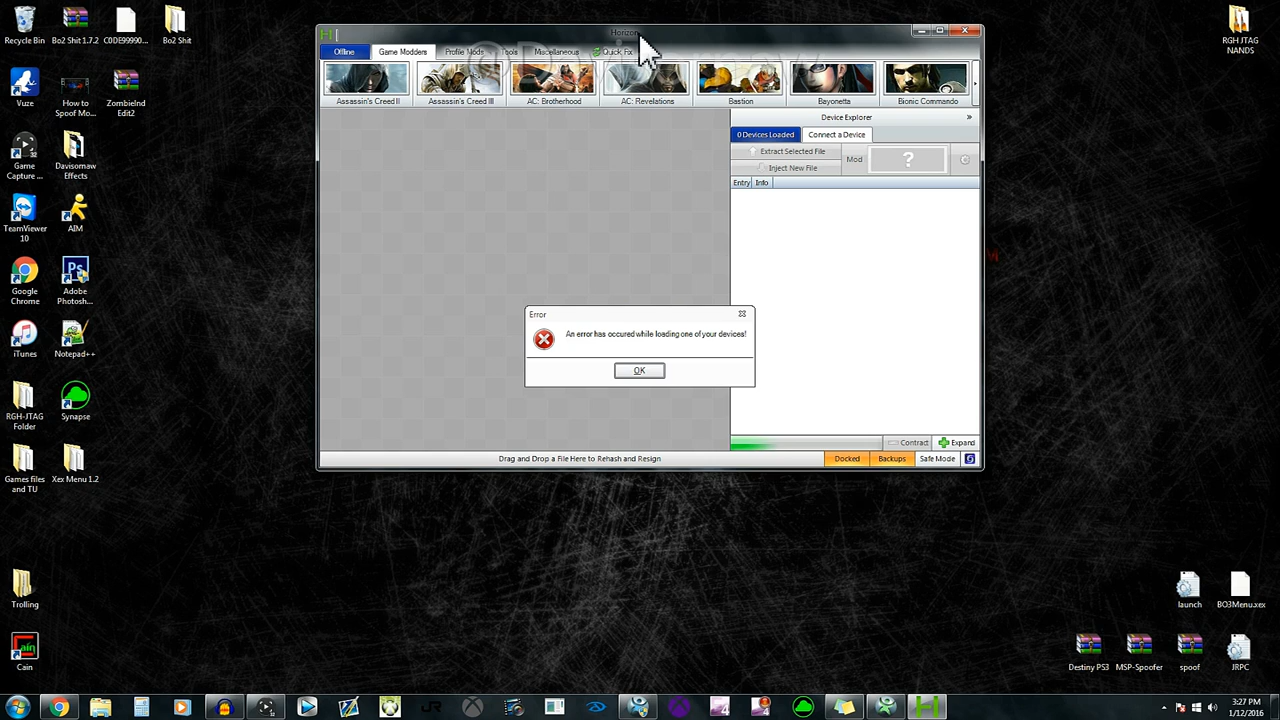 Recycle Bin
Bo2 Shit 1.7.2
C0DE99990...
Bo2 Shit
RGH JTAG
NANDS
Vuze
How to
Spoof Mo...
ZombieInd
Edit2
Game
Capture ...
Davisomaw
Effects
TeamViewer
10
AIM
Google
Chrome
Adobe
Photosh...
iTunes
Notepad++
RGH-JTAG
Folder
Synapse
Games files
and TU
Xex Menu 1.2
Trolling
Cain
Offline
Game Modders
Profile Mods
Tools
Miscellaneous
Quick Fix
Assassin's Creed II
Assassin's Creed III
AC: Brotherhood
AC: Revelations
Bastion
Bayonetta
Bionic Commando
Device Explorer
»
0 Devices Loaded
Connect a Device
Extract Selected File
Inject New File
Mod
?
Entry
Info
Error
An error has occured while loading one of your devices!
OK
Contract
Expand
Drag and Drop a File Here to Rehash and Resign
Docked
Backups
Safe Mode
launch
BO3Menu.xex
Destiny PS3
MSP-Spoofer
spoof
JRPC
3:27 PM
1/12/2016